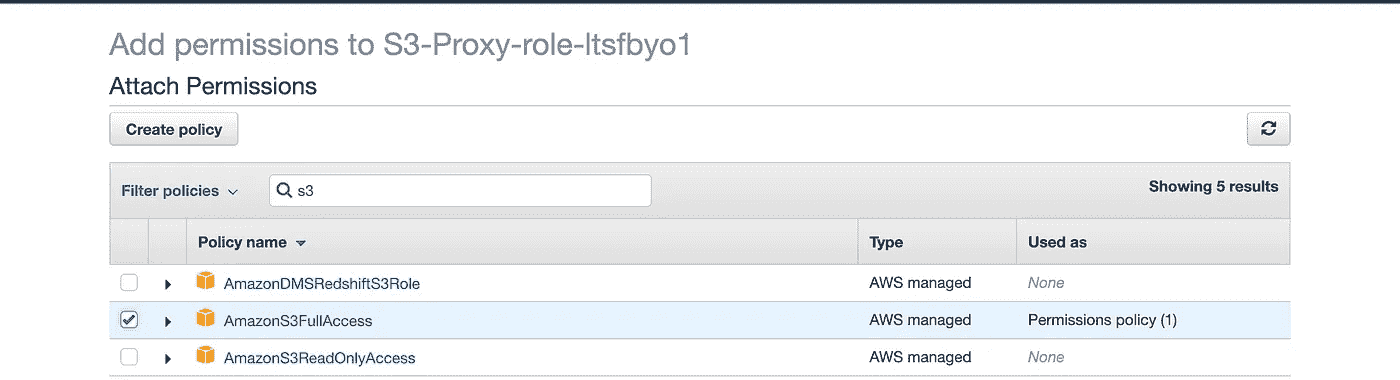 Add permissions to S3-Proxy-role-ltsfbyo1
Attach Permissions
Create policy
Filter policies s3 Showing 5 results
Policy name Type Used as
AmazonDMSRedshiftS3Role AWS managed None
AmazonS3FullAccess AWS managed Permissions policy (1)
AmazonS3ReadOnlyAccess AWS managed None